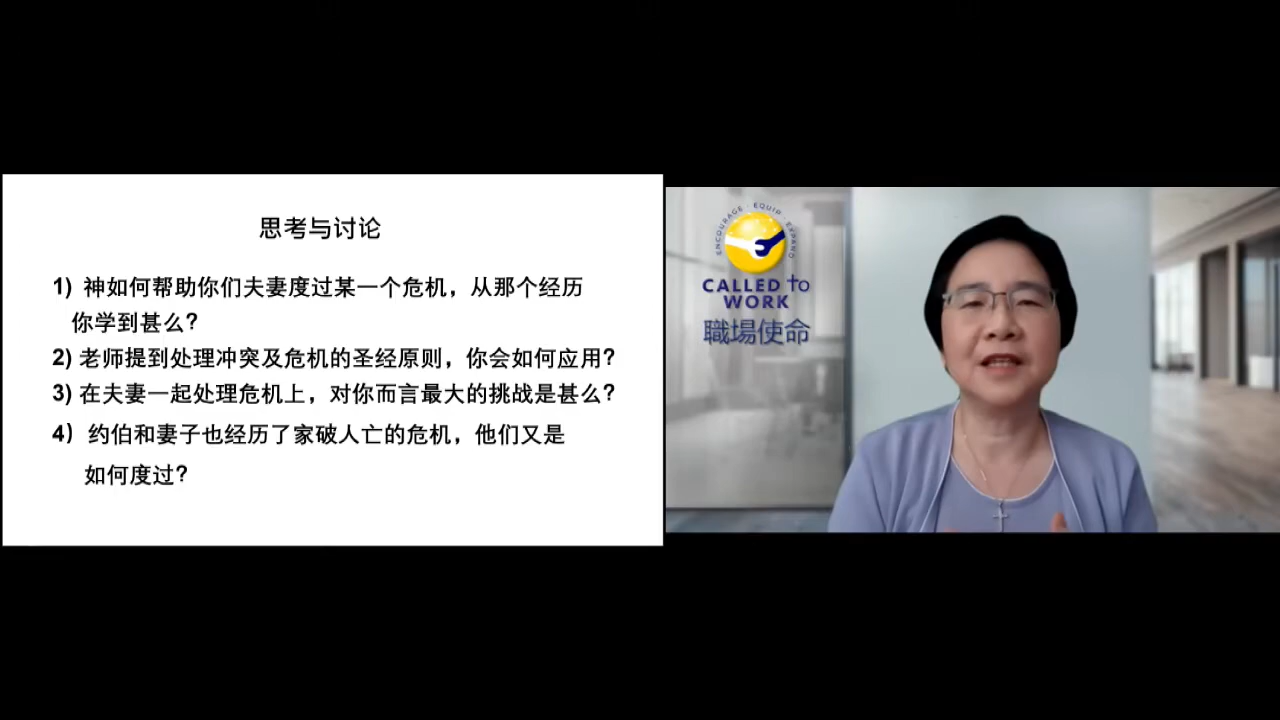 思考与讨论
1) 神如何帮助你们夫妻度过某一个危机，从那个经历
你学到甚么？
2) 老师提到处理冲突及危机的圣经原则，你会如何应用？
3) 在夫妻一起处理危机上，对你而言最大的挑战是甚么？
4）约伯和妻子也经历了家破人亡的危机，他们又是
如何度过？
ENCOURAGE · EQUIP · EXPAND
CALLED to
WORK
職場使命